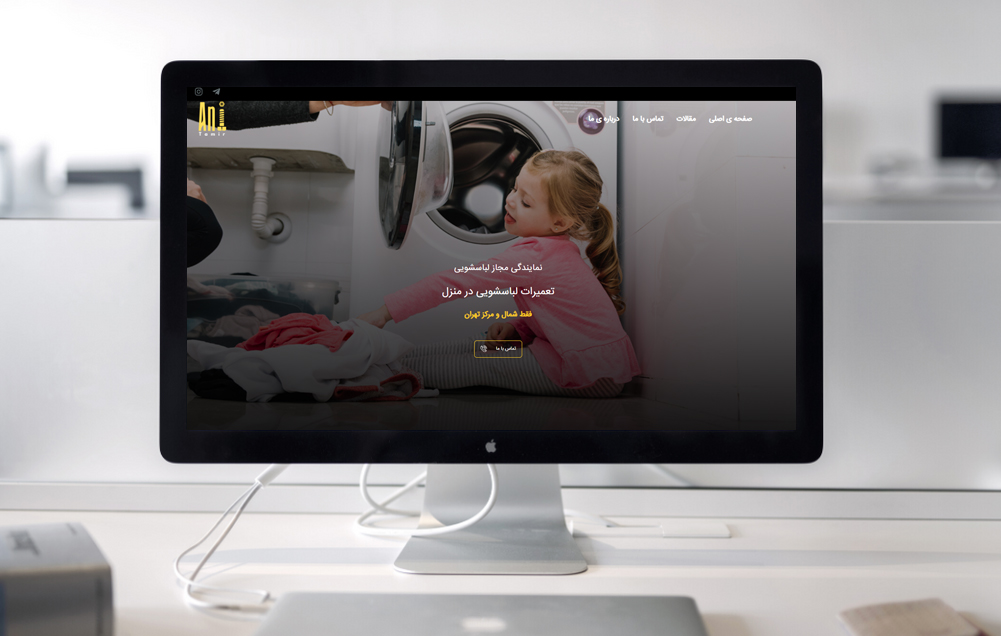 Ani
Temir
صفحه ی اصلی
مقالات
تماس با ما
درباره ی ما
نمایندگی مجاز لباسشویی
تعمیرات لباسشویی در منزل
فقط شمال و مرکز تهران
تماس با ما